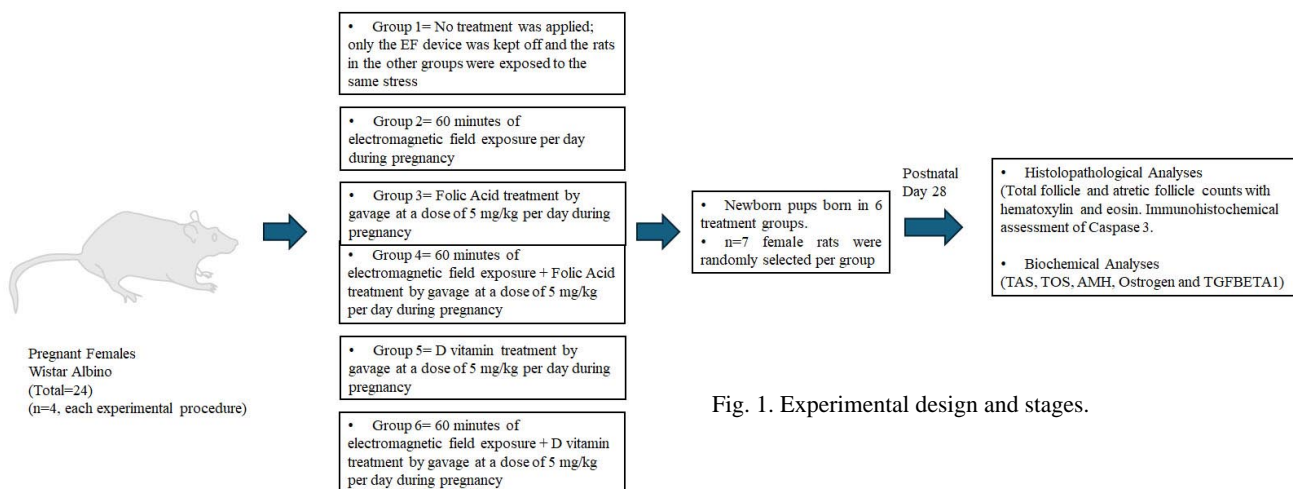 • Group 1= No treatment was applied;
only the EF device was kept off and the rats
in the other groups were exposed to the
same stress
• Group 2= 60 minutes of
electromagnetic field exposure per day
during pregnancy
• Group 3= Folic Acid treatment by
gavage at a dose of 5 mg/kg per day during
pregnancy
• Group 4= 60 minutes of
electromagnetic field exposure + Folic Acid
treatment by gavage at a dose of 5 mg/kg
per day during pregnancy
• Group 5= D vitamin treatment by
gavage at a dose of 5 mg/kg per day during
pregnancy
• Group 6= 60 minutes of
electromagnetic field exposure + D vitamin
treatment by gavage at a dose of 5 mg/kg
per day during pregnancy
Pregnant Females
Wistar Albino
(Total=24)
(n=4, each experimental procedure)
• Newborn pups born in 6
treatment groups.
• n=7 female rats were
randomly selected per group
Postnatal
Day 28
• Histolopathological Analyses
(Total follicle and atretic follicle counts with
hematoxylin and eosin. Immunohistochemical
assessment of Caspase 3.
• Biochemical Analyses
(TAS, TOS, AMH, Ostrogen and TGFBETA1)
Fig. 1. Experimental design and stages.